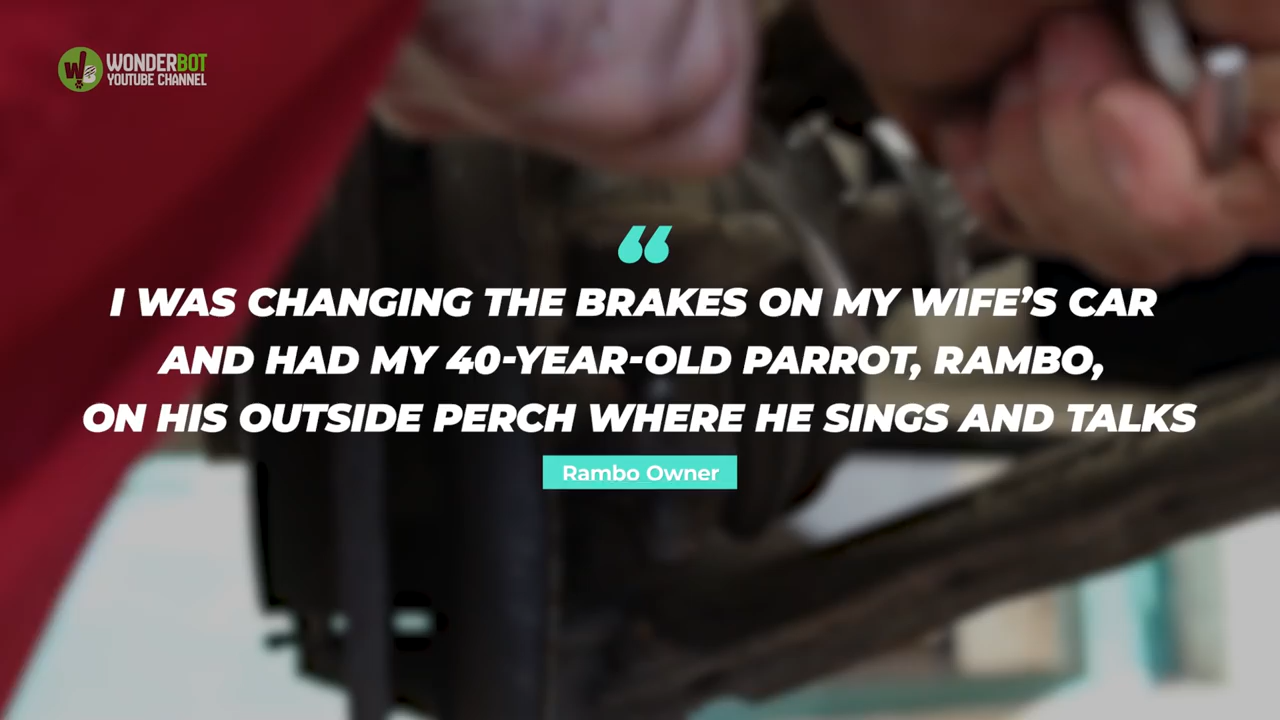 WONDERBOT
YOUTUBE CHANNEL
“
I WAS CHANGING THE BRAKES ON MY WIFE’S CAR
AND HAD MY 40-YEAR-OLD PARROT, RAMBO,
ON HIS OUTSIDE PERCH WHERE HE SINGS AND TALKS
Rambo Owner